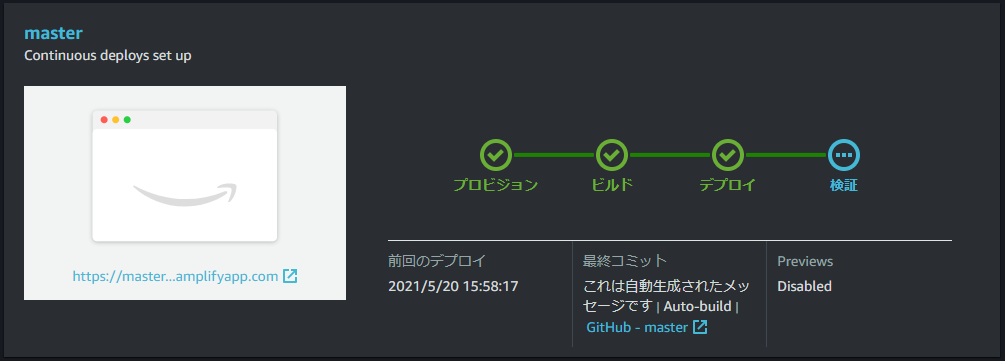 master
Continuous deploys set up
https://master...amplifyapp.com
プロビジョン
ビルド
デプロイ
検証
前回のデプロイ
2021/5/20 15:58:17
最終コミット
これは自動生成されたメッ
セージです | Auto-build |
GitHub - master
Previews
Disabled